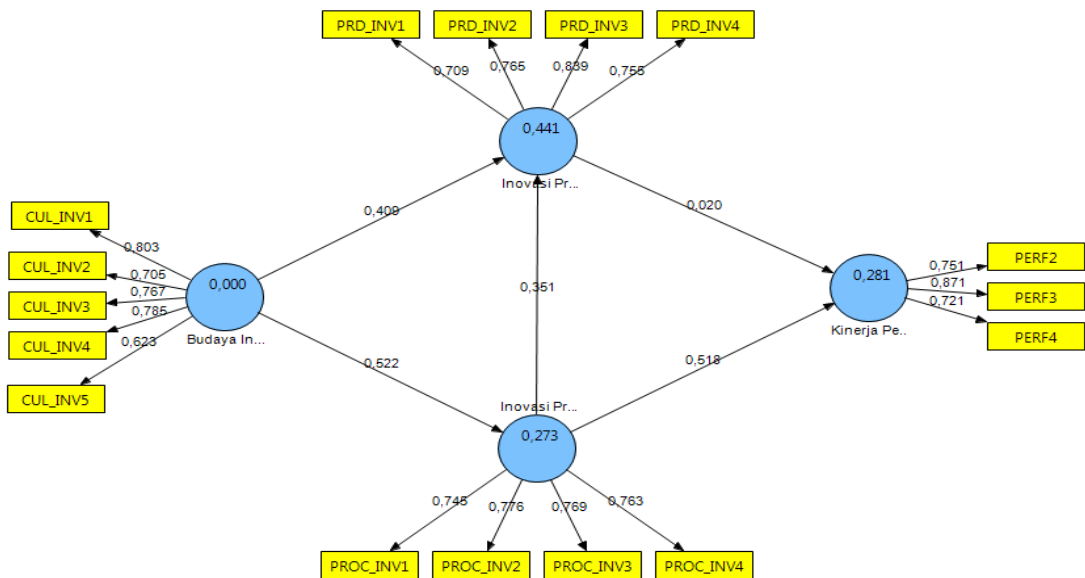 PRD_INV1
PRD_INV2
PRD_INV3
PRD_INV4
0,709
0,765
0,839
0,755
0,441
Inovasi Pr...
CUL_INV1
CUL_INV2
CUL_INV3
CUL_INV4
CUL_INV5
0,803
0,705
0,767
0,785
0,623
0,000
Budaya In...
0,409
0,522
0,351
0,020
0,518
0,281
Kinerja Pe..
0,751
0,871
0,721
PERF2
PERF3
PERF4
Inovasi Pr...
0,273
0,745
0,776
0,769
0,763
PROC_INV1
PROC_INV2
PROC_INV3
PROC_INV4